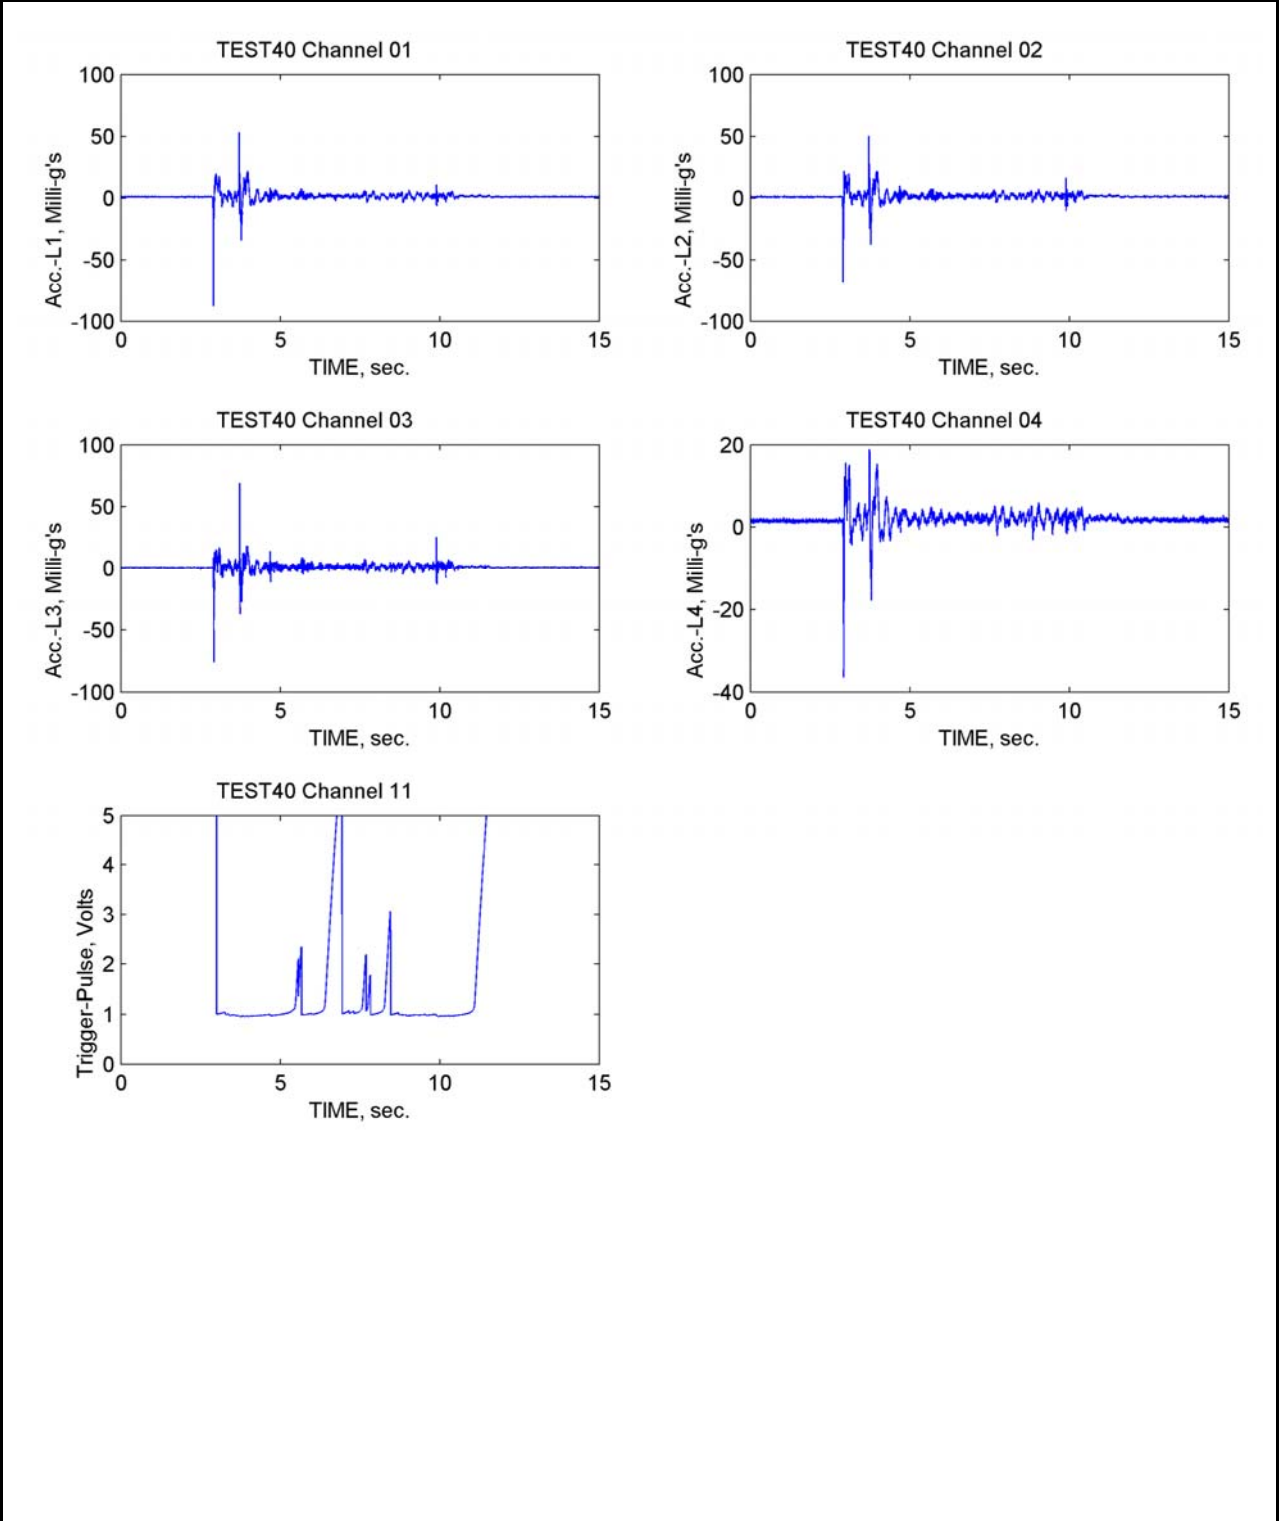 TEST40 Channel 01
100
50
0
-50
-100
Acc.-L1, Milli-g's
0 5 10 15
TIME, sec.
TEST40 Channel 02
100
50
0
-50
-100
Acc.-L2, Milli-g's
0 5 10 15
TIME, sec.
TEST40 Channel 03
100
50
0
-50
-100
Acc.-L3, Milli-g's
0 5 10 15
TIME, sec.
TEST40 Channel 04
20
0
-20
-40
Acc.-L4, Milli-g's
0 5 10 15
TIME, sec.
TEST40 Channel 11
5
4
3
2
1
0
Trigger-Pulse, Volts
0 5 10 15
TIME, sec.